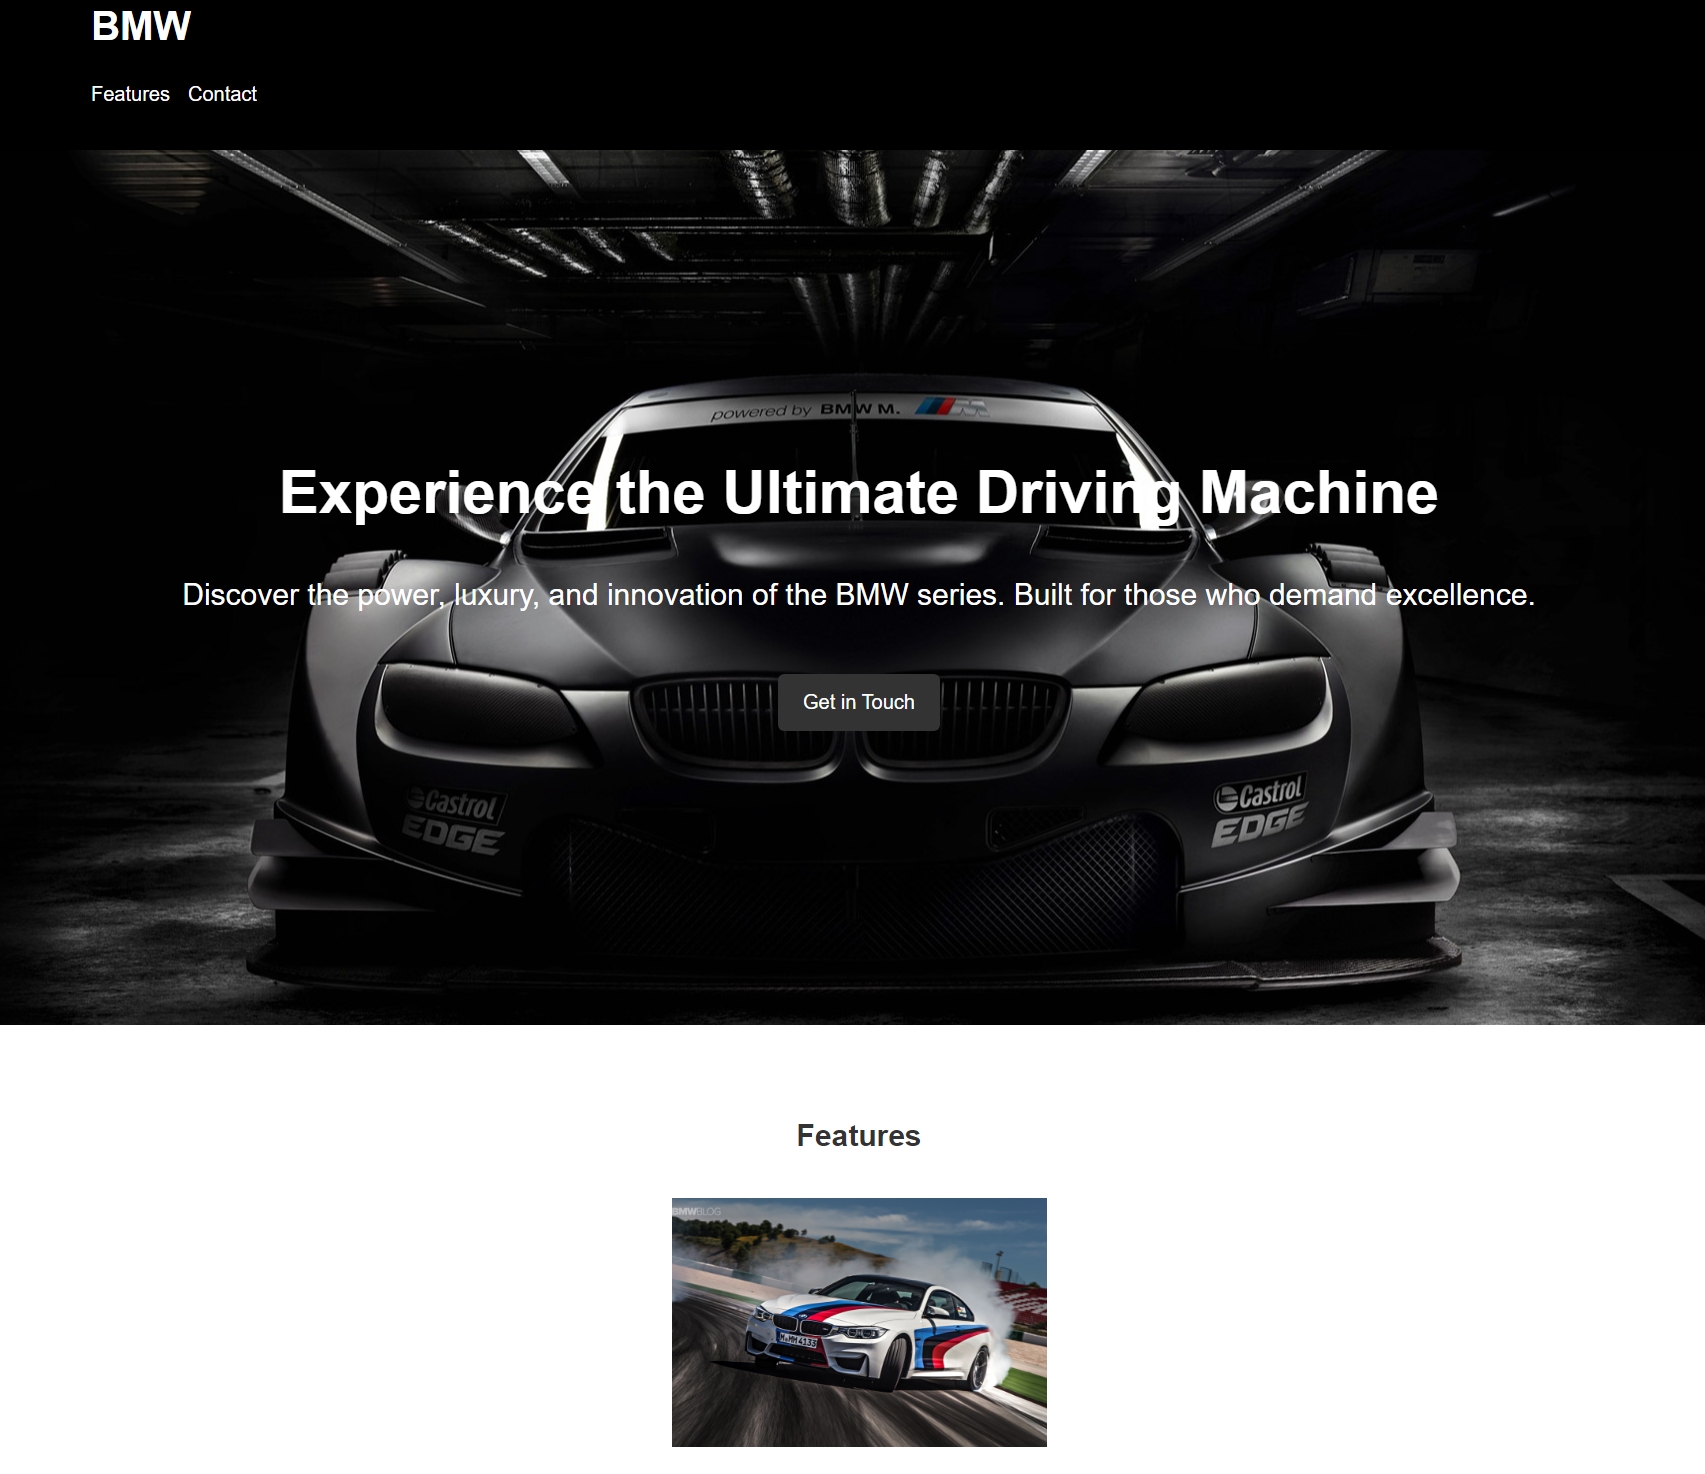 BMW
Features Contact
powered by BMW M.
Experience the Ultimate Driving Machine
Discover the power, luxury, and innovation of the BMW series. Built for those who demand excellence.
Get in Touch
Castrol
EDGE
Castrol
EDGE
Features
BMWBLOG